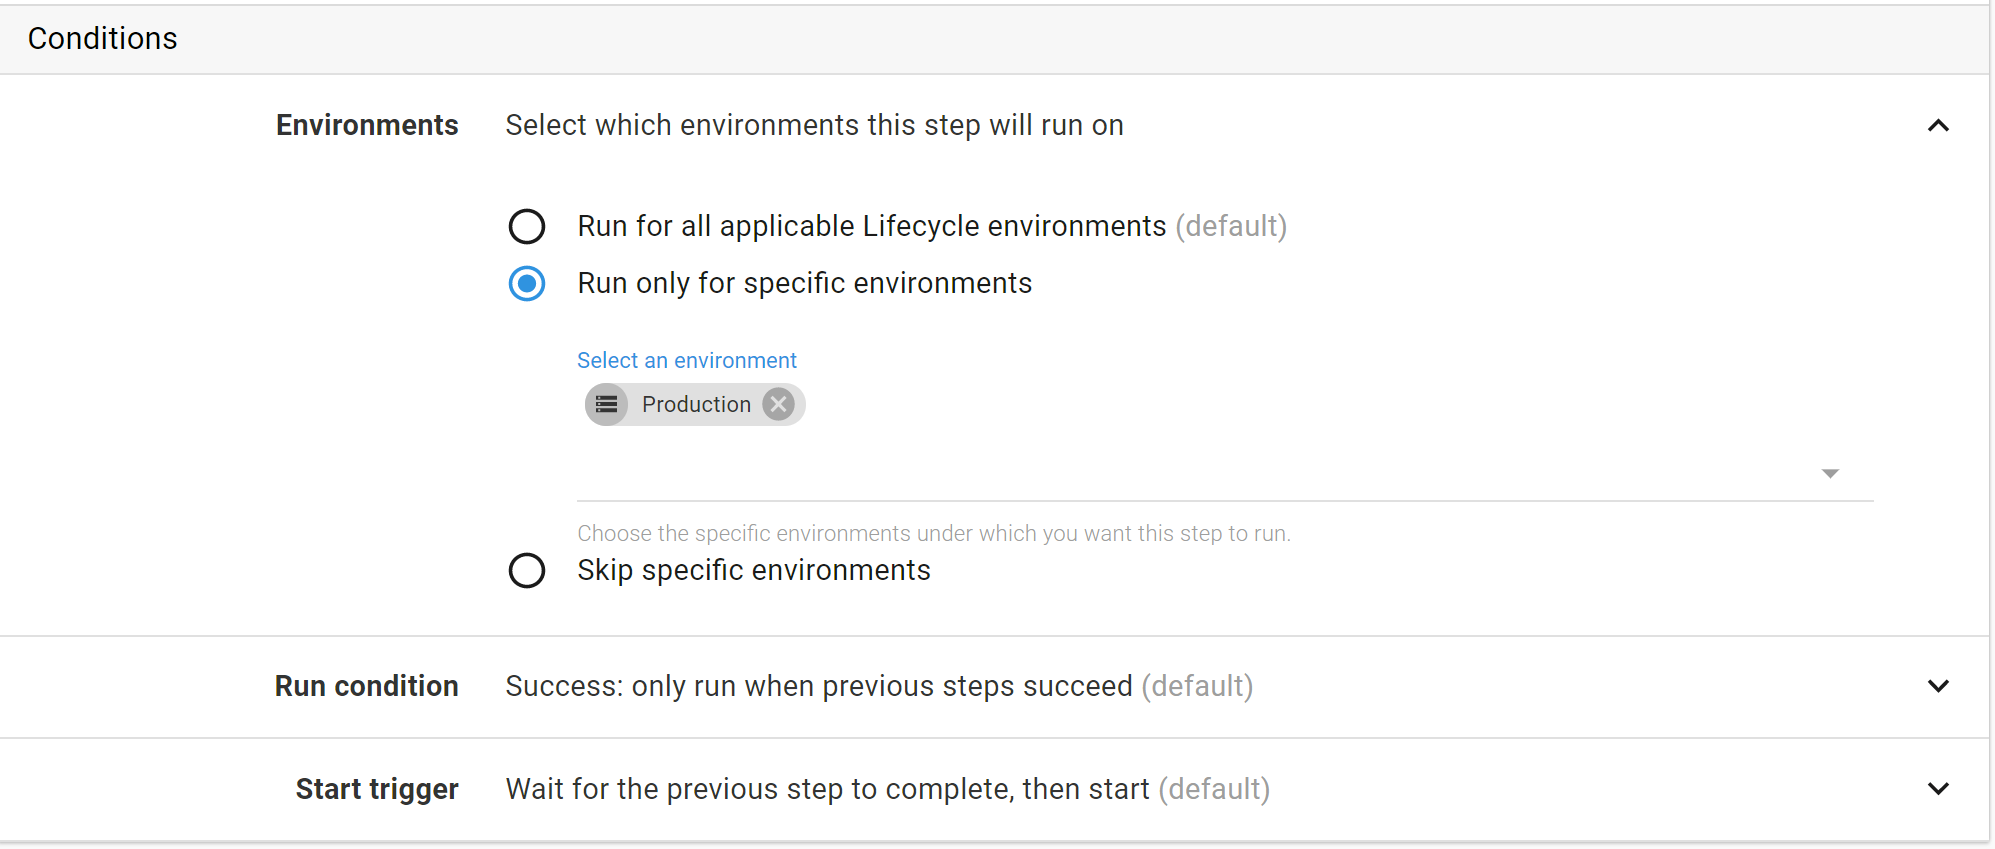 Conditions
Environments Select which environments this step will run on
Run for all applicable Lifecycle environments (default)
Run only for specific environments
Select an environment
Production
Choose the specific environments under which you want this step to run.
Skip specific environments
Run condition Success: only run when previous steps succeed (default)
Start trigger Wait for the previous step to complete, then start (default)